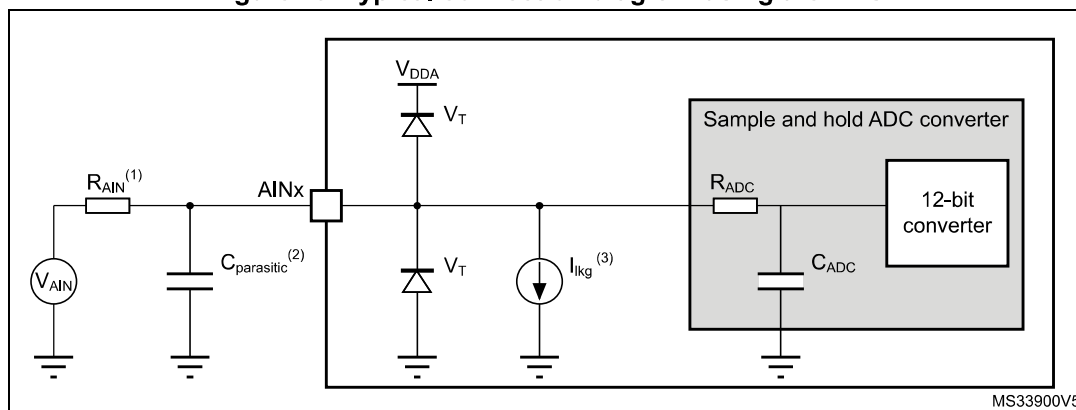 V_DDA
V_T
Sample and hold ADC converter
R_AIN^(1)
AINx
R_ADC
12-bit
converter
C_parasitic^(2)
V_T
I_lkg^(3)
C_ADC
V_AIN
MS33900V5